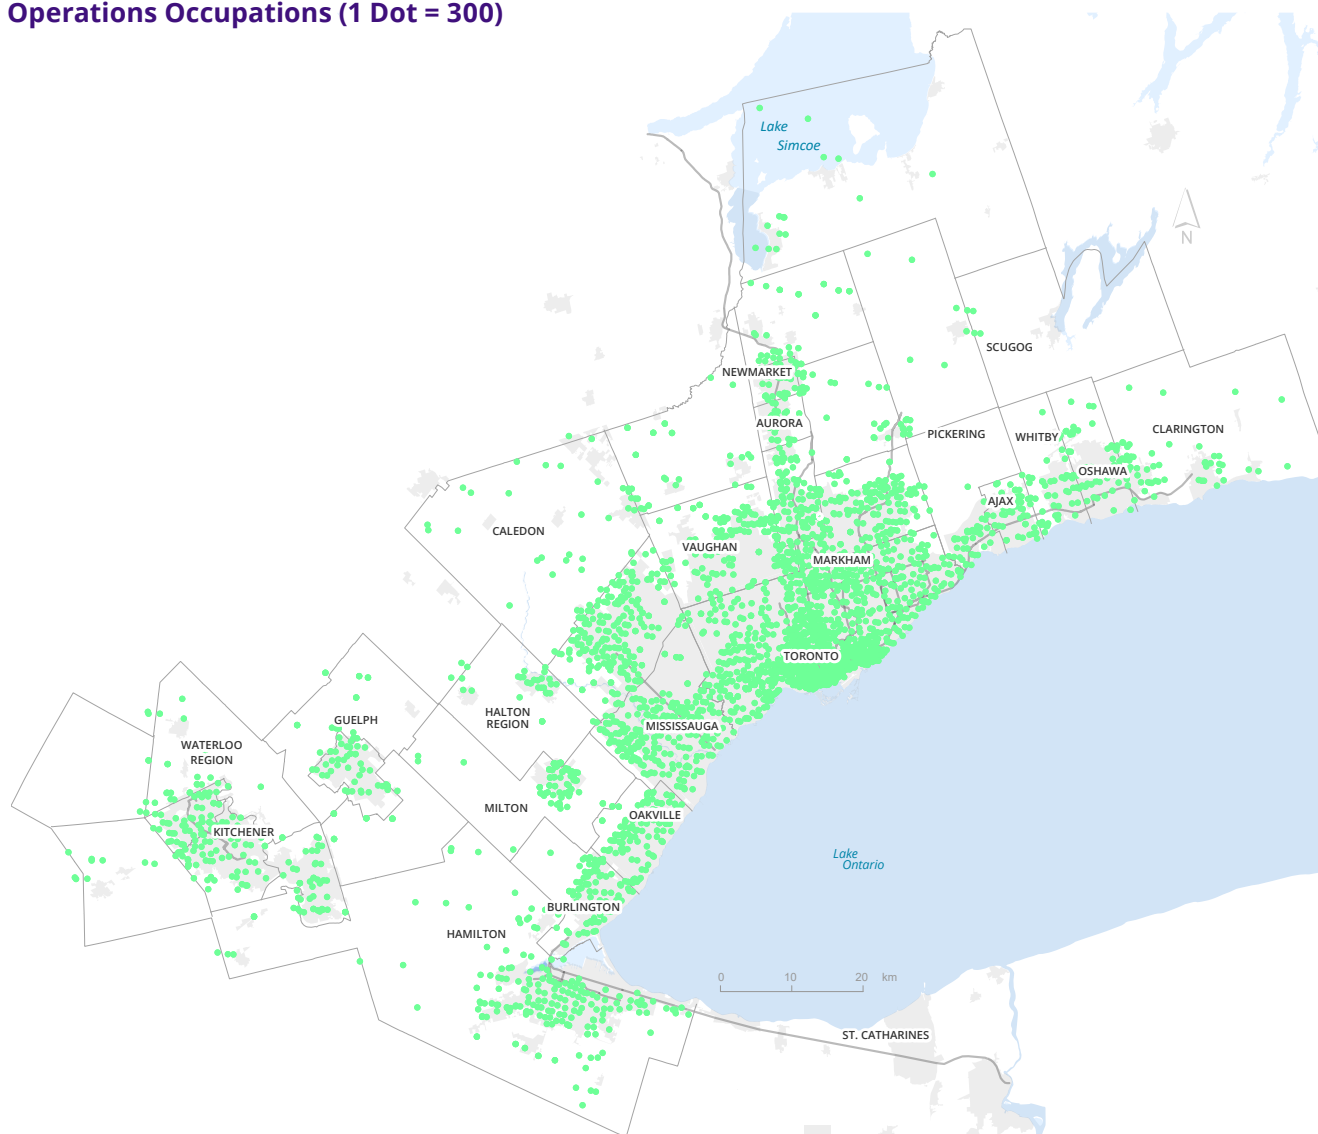 Operations Occupations (1 Dot = 300)
Lake
Simcoe
N
SCUGOG
NEWMARKET
AURORA
PICKERING
WHITBY
CLARINGTON
OSHAWA
AJAX
CALEDON
VAUGHAN
MARKHAM
TORONTO
HALTON
REGION
GUELPH
MISSISSAUGA
WATERLOO
REGION
MILTON
OAKVILLE
KITCHENER
Lake
Ontario
BURLINGTON
HAMILTON
0 10 20 km
ST. CATHARINES